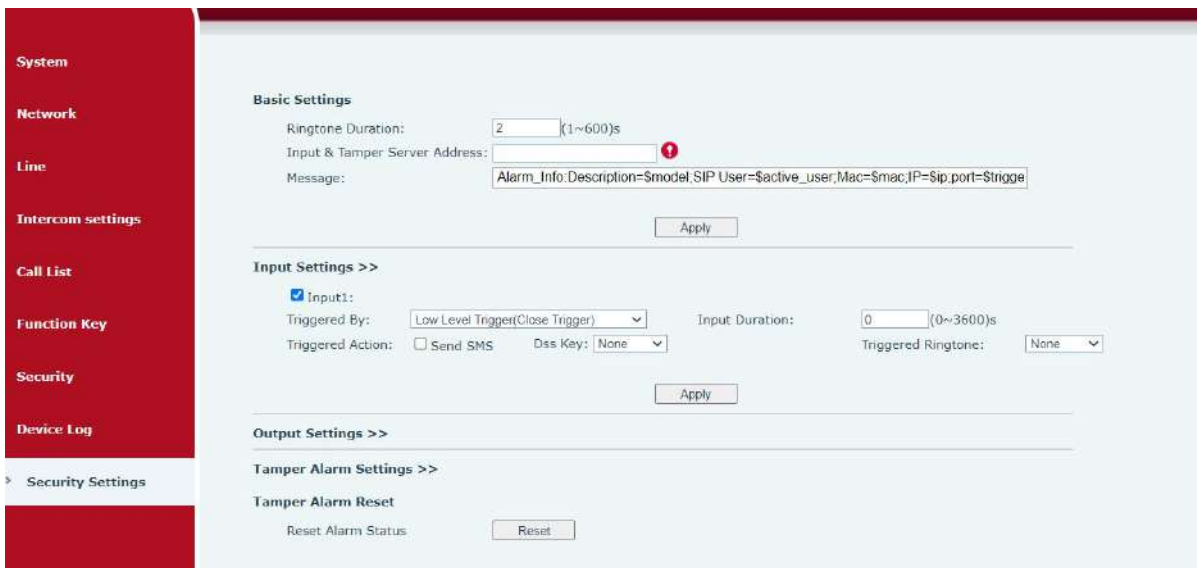 System
Network
Line
Intercom settings
Call List
Function Key
Security
Device Log
> Security Settings
Basic Settings
Ringtone Duration: 2 (1~600)s
Input & Tamper Server Address:
Message: Alarm_Info:Description=$model;SIP User=$active_user;Mac=$mac;IP=$ip;port=$trigge
Apply
Input Settings >>
Input1:
Triggered By: Low Level Trigger(Close Trigger) Input Duration: 0 (0~3600)s
Triggered Action: Send SMS Dss Key: None Triggered Ringtone: None
Apply
Output Settings >>
Tamper Alarm Settings >>
Tamper Alarm Reset
Reset Alarm Status Reset